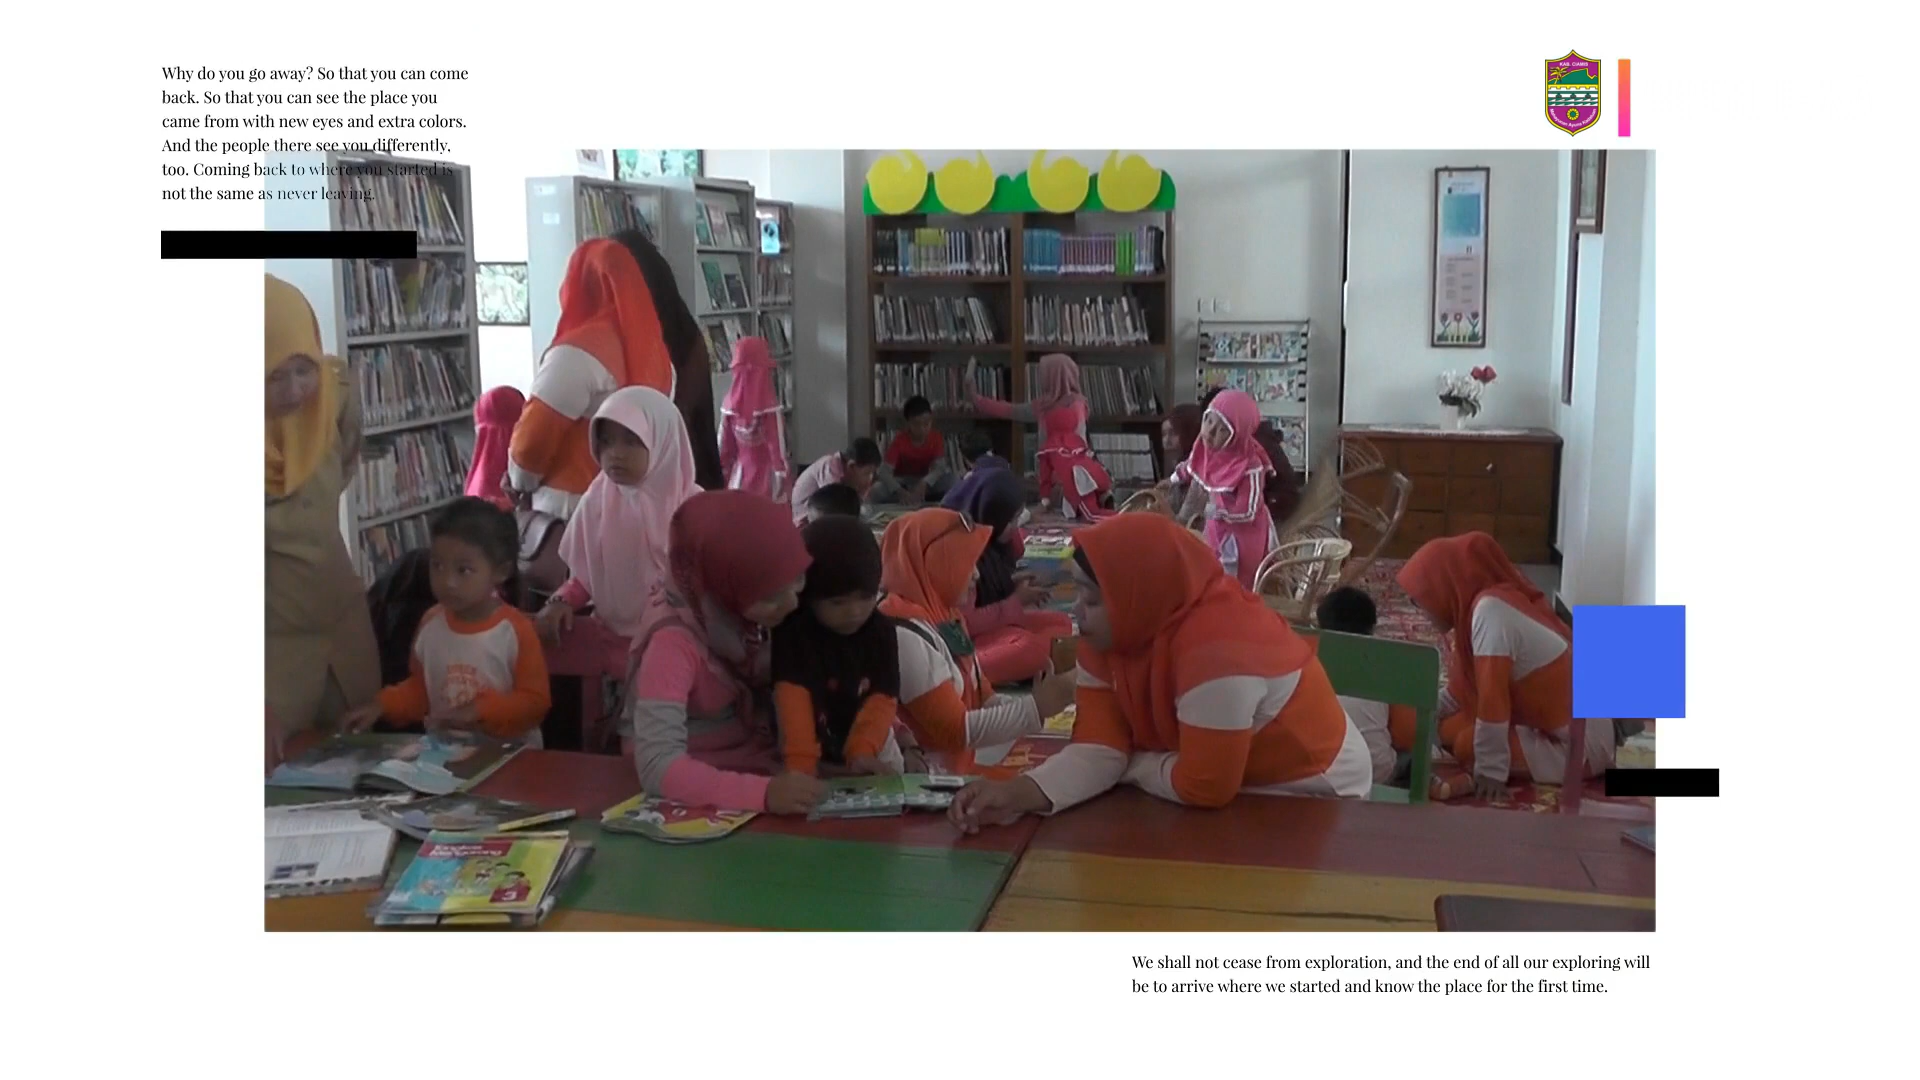 Why do you go away? So that you can come
back. So that you can see the place you
came from with new eyes and extra colors.
And the people there see you differently,
too. Coming back to where you started is
not the same as never leaving.
KAB. CIAMIS
3
We shall not cease from exploration, and the end of all our exploring will
be to arrive where we started and know the place for the first time.